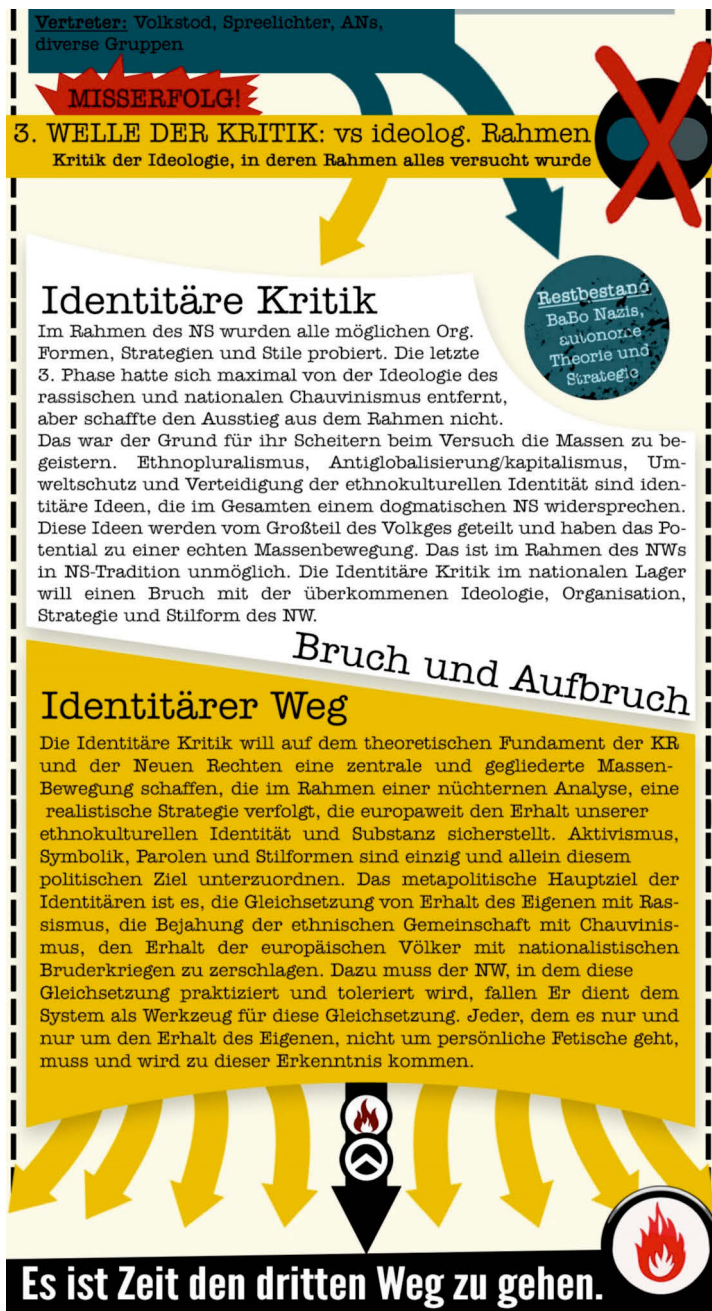 Vertreter: Volkstod, Spreelichter, ANs,
diverse Gruppen
MISSERFOLG!
3. WELLE DER KRITIK: vs ideolog. Rahmen
Kritik der Ideologie, in deren Rahmen alles versucht wurde
Restbestand
BaBo Nazis,
autonome
Theorie und
Strategie
Identitäre Kritik
Im Rahmen des NS wurden alle möglichen Org.
Formen, Strategien und Stile probiert. Die letzte
3. Phase hatte sich maximal von der Ideologie des
rassischen und nationalen Chauvinismus entfernt,
aber schaffte den Ausstieg aus dem Rahmen nicht.
Das war der Grund für ihr Scheitern beim Versuch die Massen zu be-
geistern. Ethnopluralismus, Antiglobalisierung/kapitalismus, Um-
weltschutz und Verteidigung der ethnokulturellen Identität sind iden-
titäre Ideen, die im Gesamten einem dogmatischen NS widersprechen.
Diese Ideen werden vom Großteil des Volkges geteilt und haben das Po-
tential zu einer echten Massenbewegung. Das ist im Rahmen des NWs
in NS-Tradition unmöglich. Die Identitäre Kritik im nationalen Lager
will einen Bruch mit der überkommenen Ideologie, Organisation,
Strategie und Stilform des NW.
Bruch und Aufbruch
Identitärer Weg
Die Identitäre Kritik will auf dem theoretischen Fundament der KR
und der Neuen Rechten eine zentrale und gegliederte Massen-
Bewegung schaffen, die im Rahmen einer nüchternen Analyse, eine
realistische Strategie verfolgt, die europaweit den Erhalt unserer
ethnokulturellen Identität und Substanz sicherstellt. Aktivismus,
Symbolik, Parolen und Stilformen sind einzig und allein diesem
politischen Ziel unterzuordnen. Das metapolitische Hauptziel der
Identitären ist es, die Gleichsetzung von Erhalt des Eigenen mit Ras-
sismus, die Bejahung der ethnischen Gemeinschaft mit Chauvinis-
mus, den Erhalt der europäischen Völker mit nationalistischen
Bruderkriegen zu zerschlagen. Dazu muss der NW, in dem diese
Gleichsetzung praktiziert und toleriert wird, fallen Er dient dem
System als Werkzeug für diese Gleichsetzung. Jeder, dem es nur und
nur um den Erhalt des Eigenen, nicht um persönliche Fetische geht,
muss und wird zu dieser Erkenntnis kommen.
Es ist Zeit den dritten Weg zu gehen.